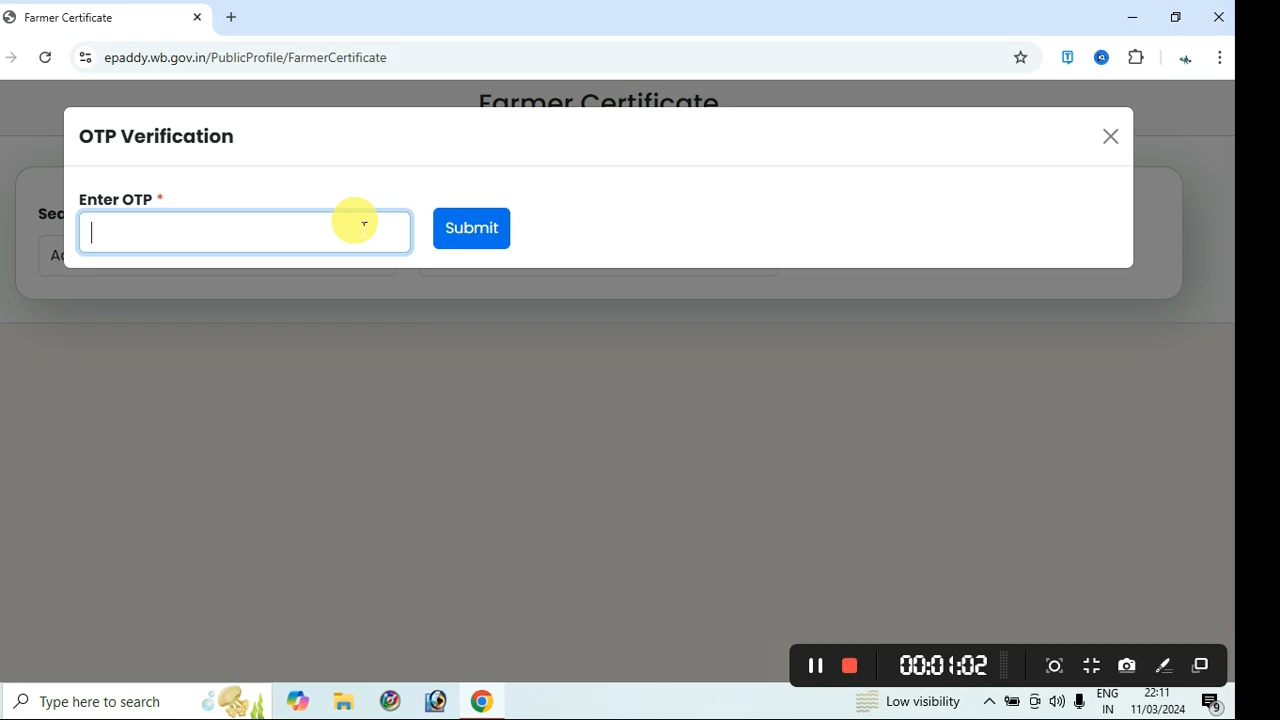 Farmer Certificate
epaddy.wb.gov.in/PublicProfile/FarmerCertificate
Farmer Certificate
OTP Verification
Enter OTP *
Submit
00:01:02
Type here to search
Low visibility
ENG
IN
22:11
11/03/2024
9